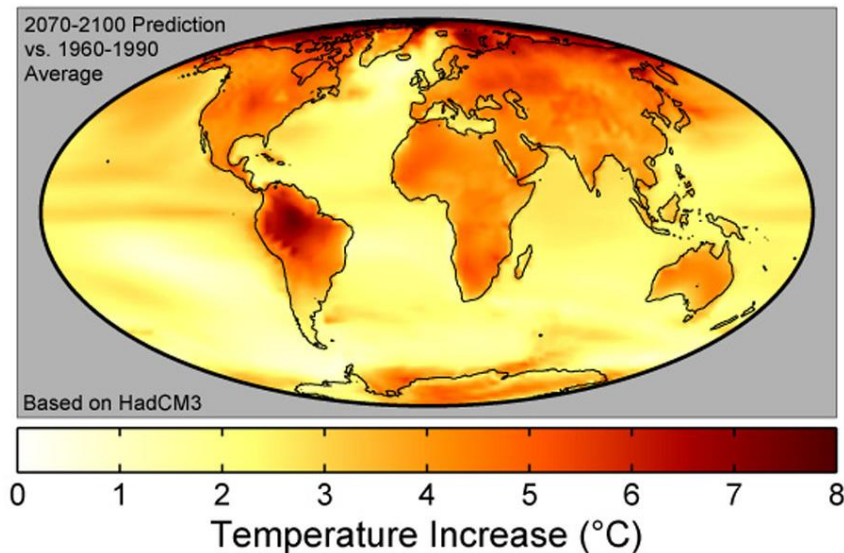 2070-2100 Prediction
vs. 1960-1990
Average
Based on HadCM3
0 1 2 3 4 5 6 7 8
Temperature Increase (°C)